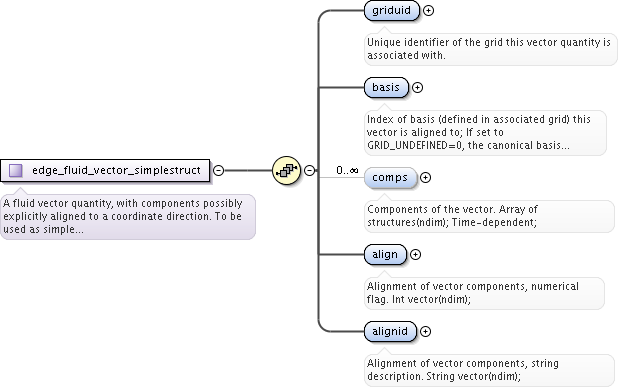 griduid
Unique identifier of the grid this vector quantity is
associated with.
basis
Index of basis (defined in associated grid) this
vector is aligned to; If set to
GRID_UNDEFINED=0, the canonical basis...
edge_fluid_vector_simplestruct
A fluid vector quantity, with components possibly
explicitly aligned to a coordinate direction. To be
used as simple...
0..∞
comps
Components of the vector. Array of
structures(ndim); Time-dependent;
align
Alignment of vector components, numerical
flag. Int vector(ndim);
alignid
Alignment of vector components, string
description. String vector(ndim);